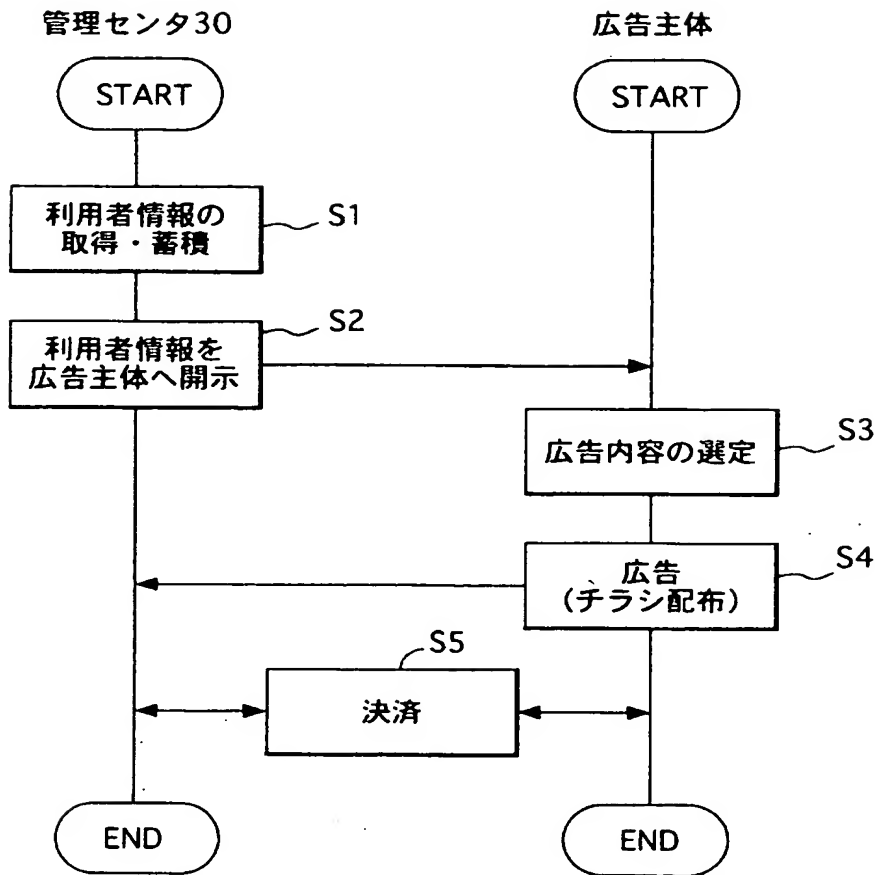 管理センタ30
広告主体
START
START
利用者情報の
取得・蓄積
S1
利用者情報を
広告主体へ開示
S2
広告内容の選定
S3
広告
(チラシ配布)
S4
S5
決済
END
END